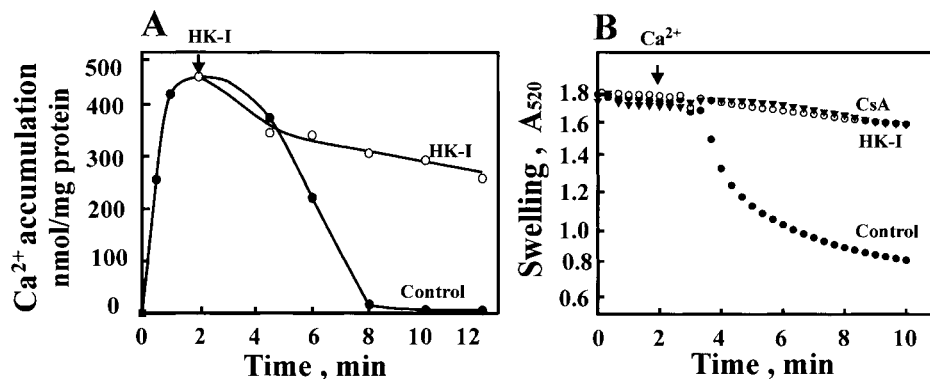 A
HK-I
Ca²⁺ accumulation
nmol/mg protein
500
400
300
200
100
0
HK-I
Control
0
2
4
6
8
10
12
Time , min
B
Ca²⁺
Swelling , A₅₂₀
1.8
1.6
1.4
1.2
1.0
0.8
0.6
CsA
HK-I
Control
0
2
4
6
8
10
Time , min